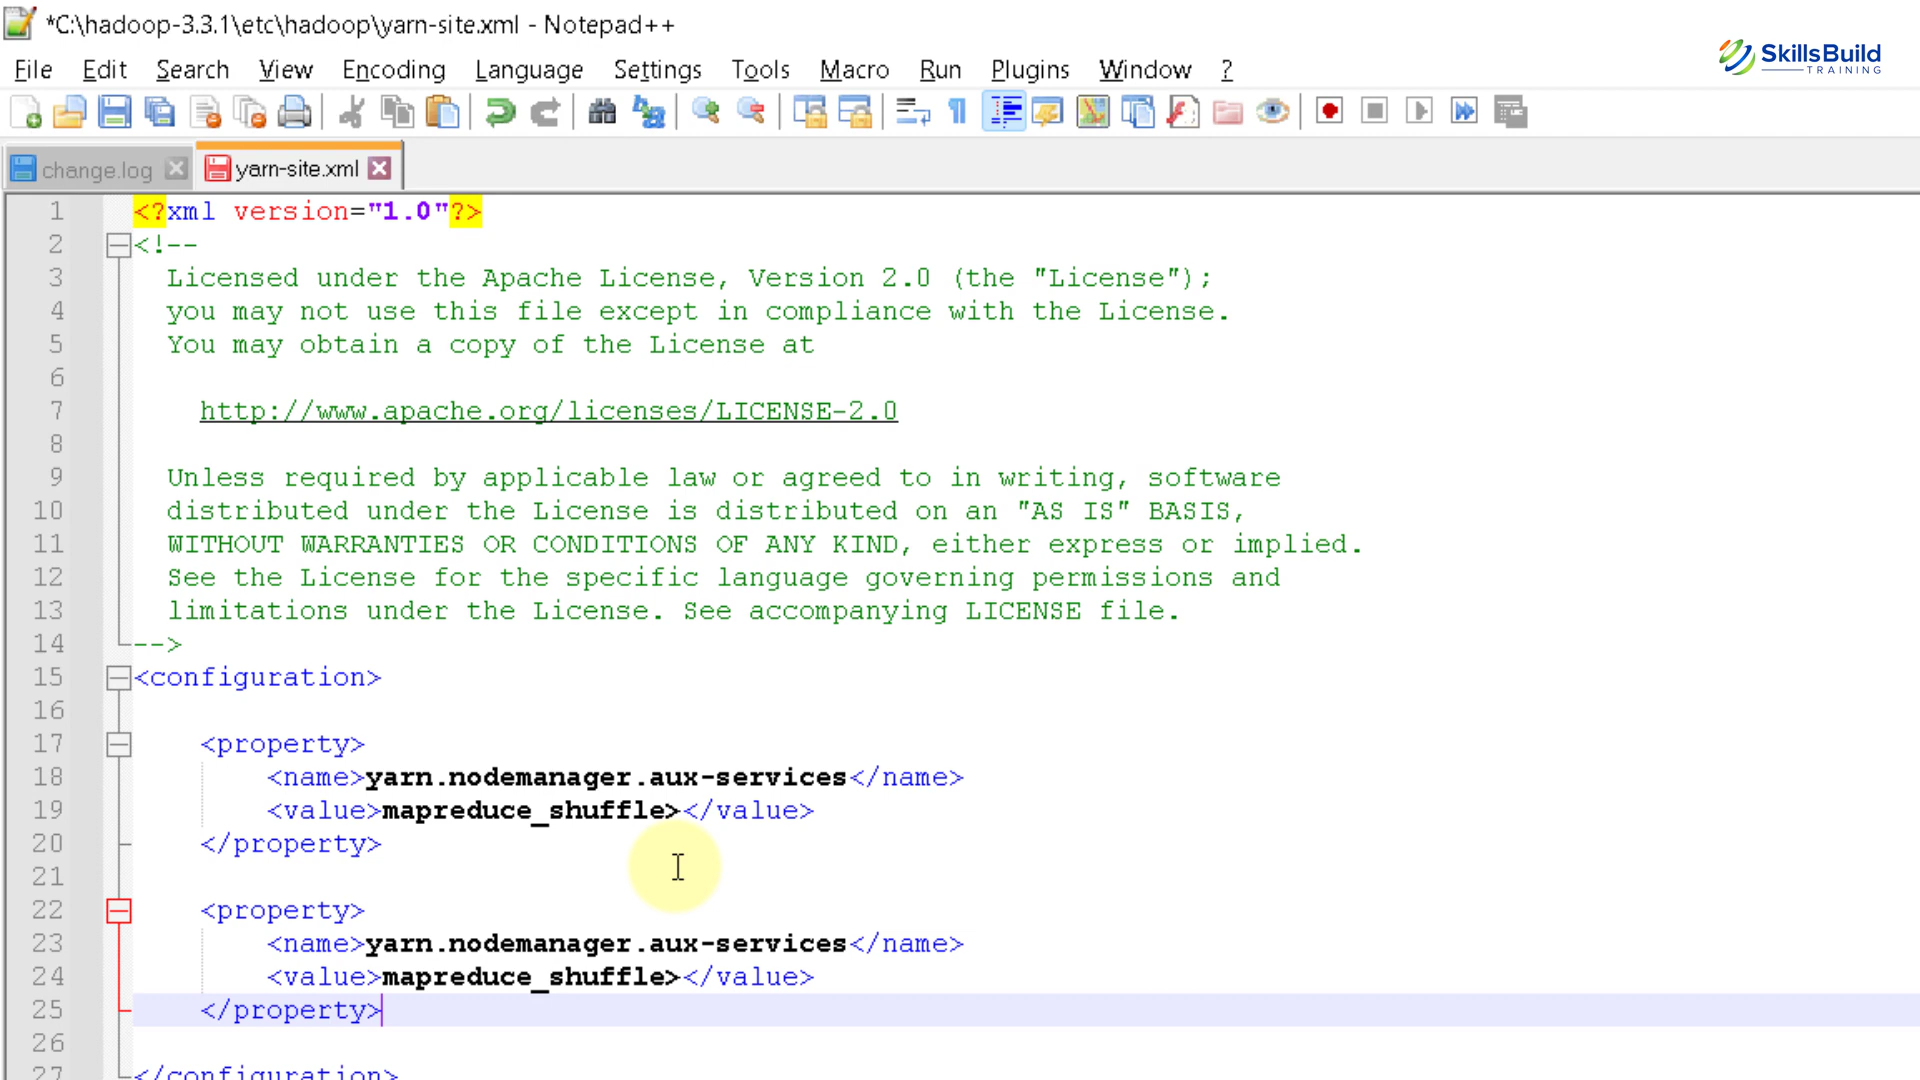 *C:\hadoop-3.3.1\etc\hadoop\yarn-site.xml - Notepad++
File Edit Search View Encoding Language Settings Tools Macro Run Plugins Window ?
SkillsBuild
TRAINING
change.log yarn-site.xml
1 <?xml version="1.0"?>
2 <!--
3 Licensed under the Apache License, Version 2.0 (the "License");
4 you may not use this file except in compliance with the License.
5 You may obtain a copy of the License at
6
7 http://www.apache.org/licenses/LICENSE-2.0
8
9 Unless required by applicable law or agreed to in writing, software
10 distributed under the License is distributed on an "AS IS" BASIS,
11 WITHOUT WARRANTIES OR CONDITIONS OF ANY KIND, either express or implied.
12 See the License for the specific language governing permissions and
13 limitations under the License. See accompanying LICENSE file.
14 -->
15 <configuration>
16
17 <property>
18 <name>yarn.nodemanager.aux-services</name>
19 <value>mapreduce_shuffle></value>
20 </property>
21
22 <property>
23 <name>yarn.nodemanager.aux-services</name>
24 <value>mapreduce_shuffle></value>
25 </property>
26
27 </configuration>